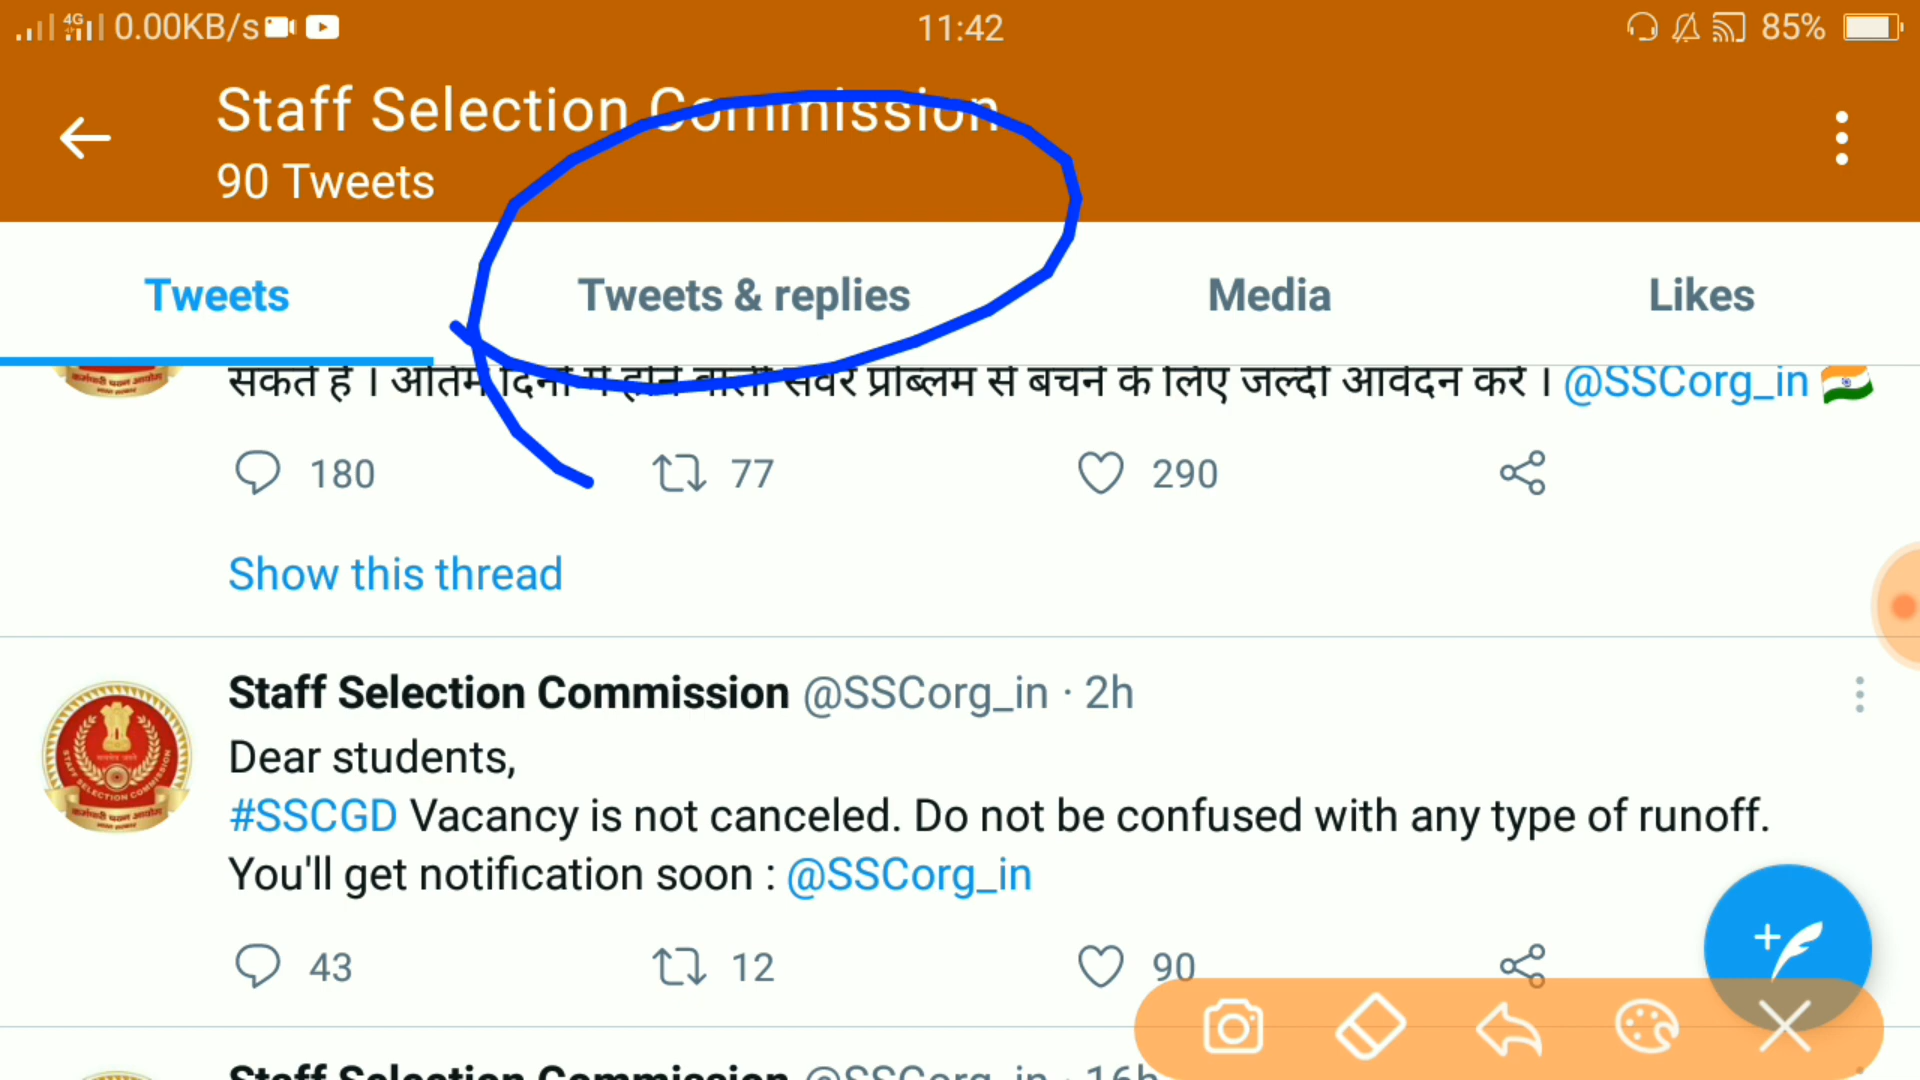 4G 0.00KB/s 11:42 85%
Staff Selection Commission
90 Tweets
Tweets Tweets & replies Media Likes
सकते हैं । अंतिम दिनों में होने वाली सर्वर प्रॉब्लम से बचने के लिए जल्दी आवेदन करें । @SSCorg_in
180 77 290
Show this thread
Staff Selection Commission @SSCorg_in · 2h
Dear students,
#SSCGD Vacancy is not canceled. Do not be confused with any type of runoff.
You'll get notification soon : @SSCorg_in
43 12 90
Staff Selection Commission @SSCorg_in · 16h